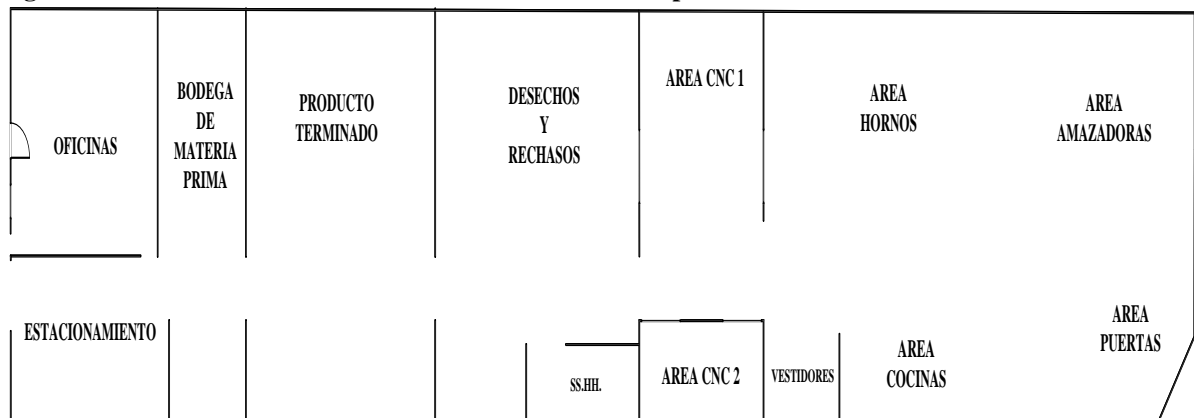 OFICINAS
BODEGA
DE
MATERIA
PRIMA
PRODUCTO
TERMINADO
DESECHOS
Y
RECHASOS
AREA CNC 1
AREA
HORNOS
AREA
AMAZADORAS
ESTACIONAMIENTO
SS.HH.
AREA CNC 2
VESTIDORES
AREA
COCINAS
AREA
PUERTAS